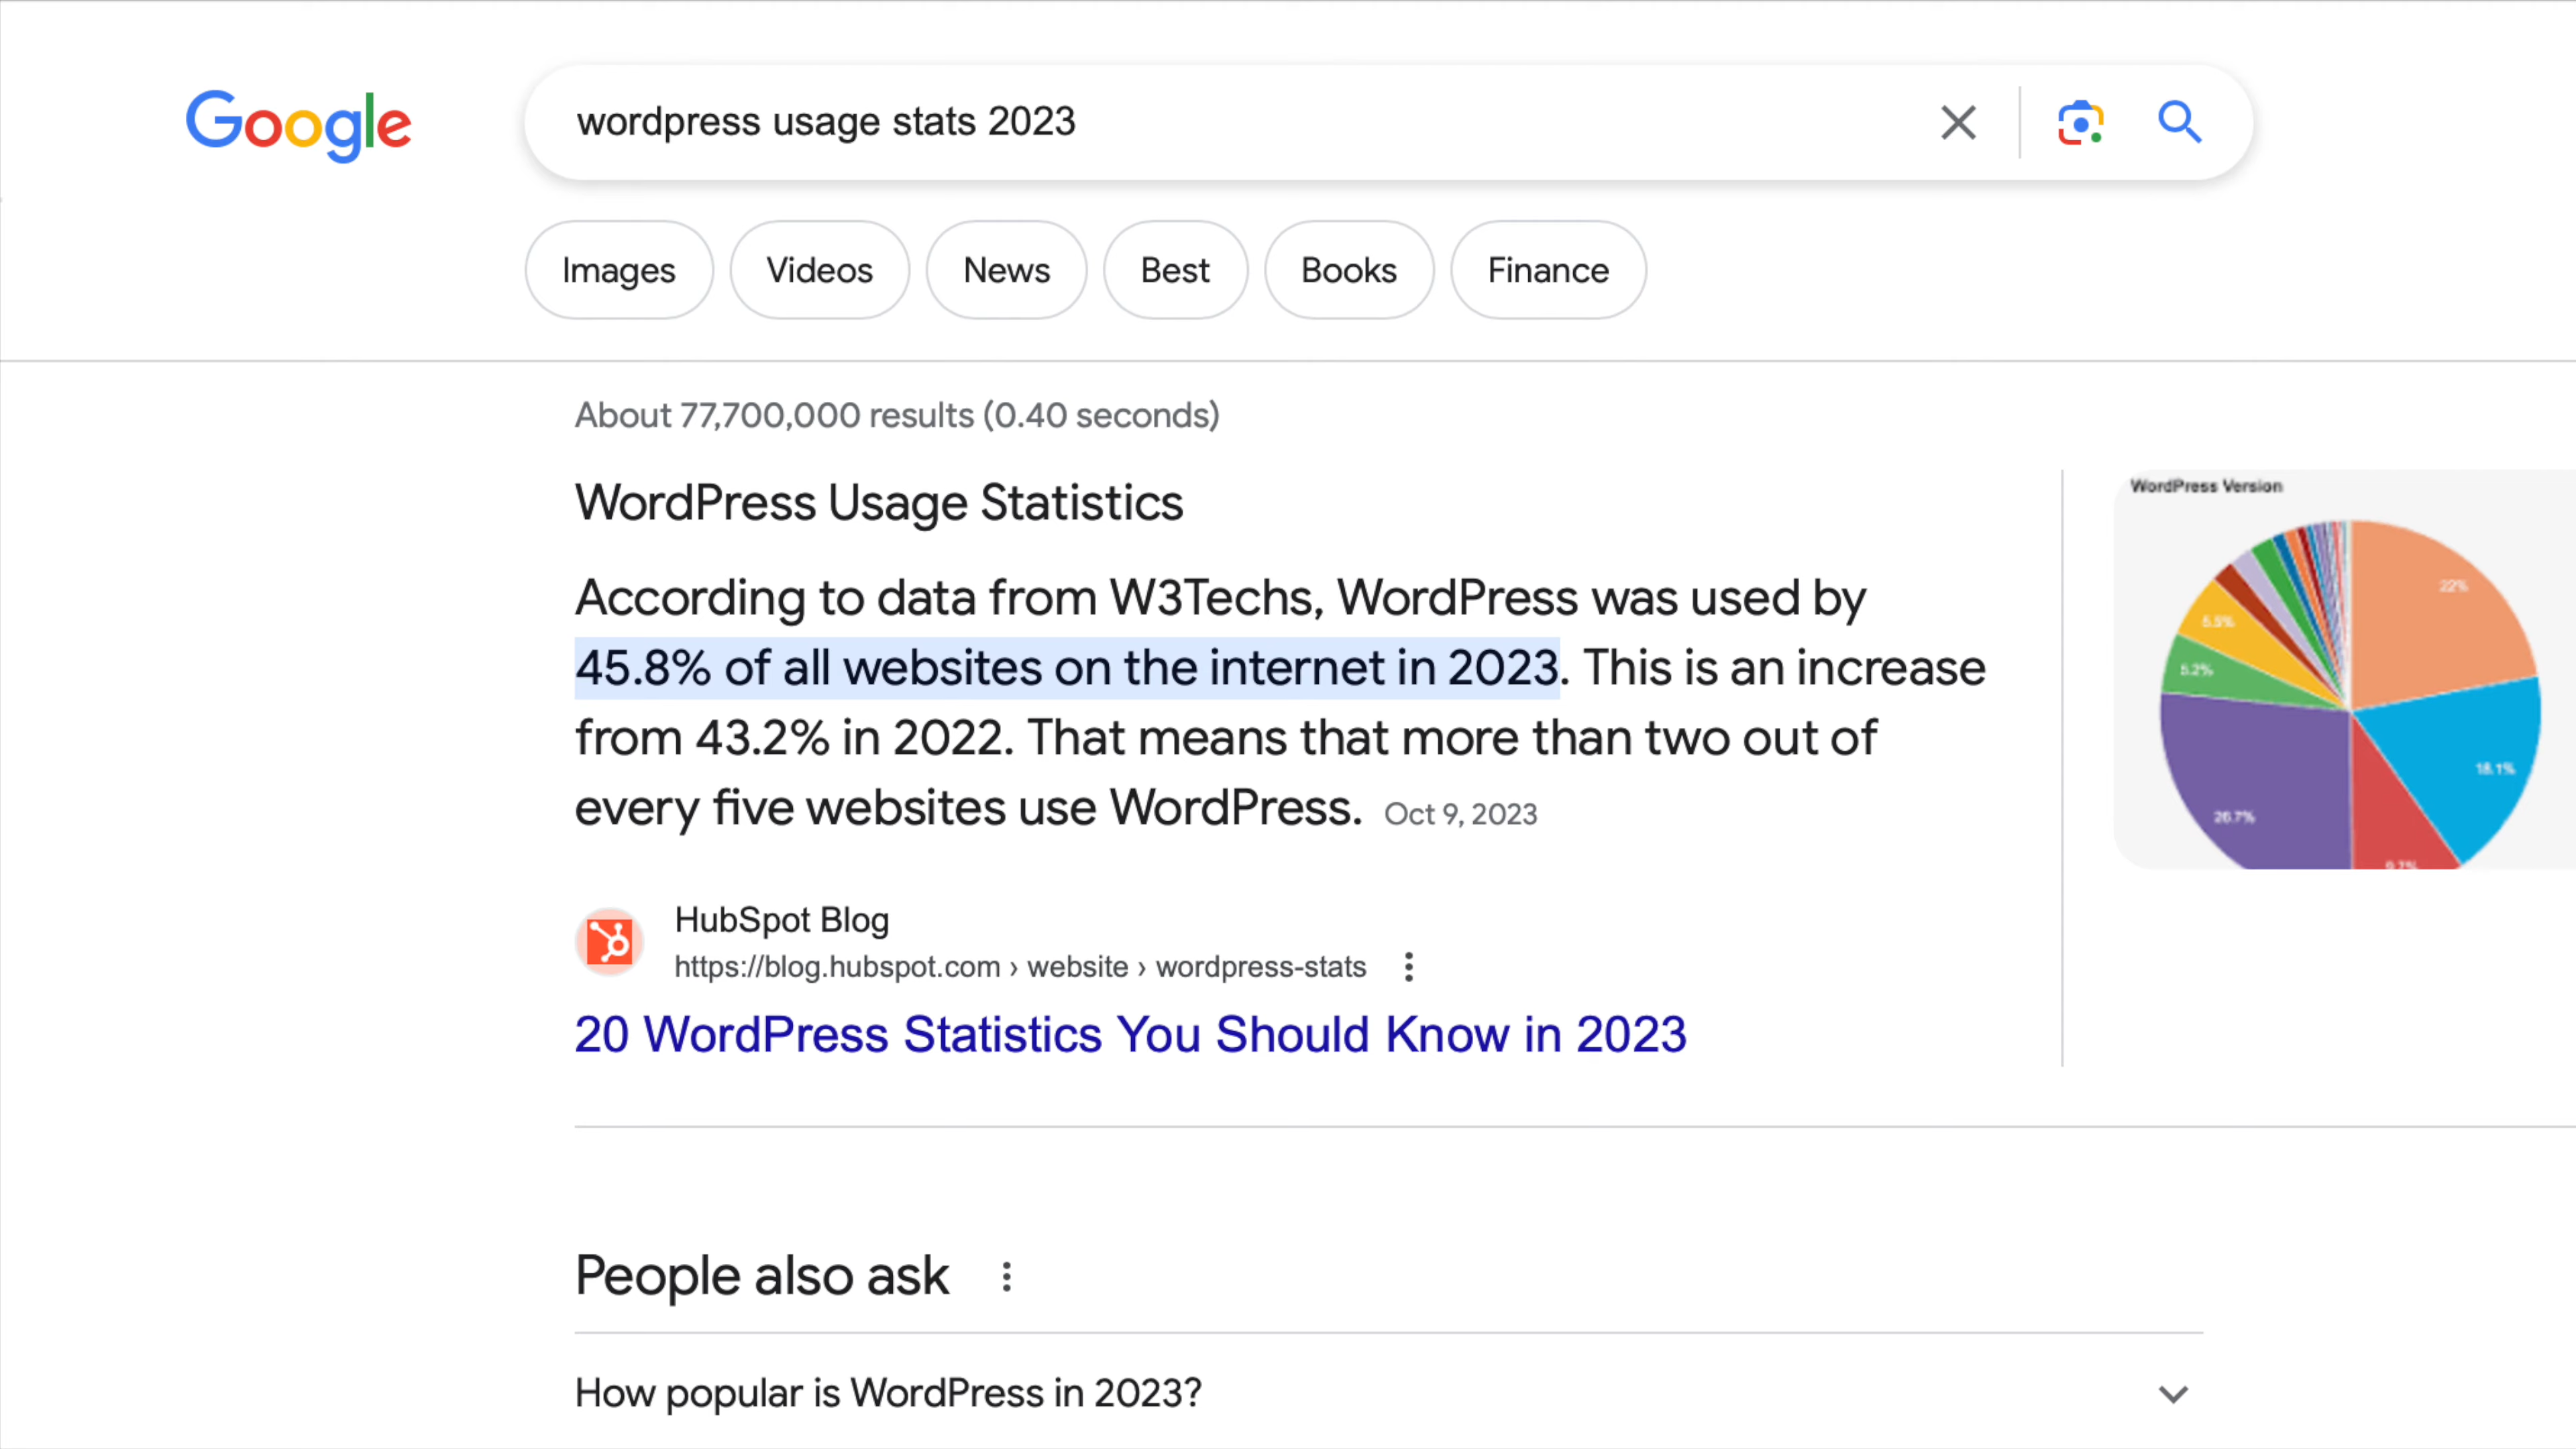 Google
wordpress usage stats 2023
Images
Videos
News
Best
Books
Finance
About 77,700,000 results (0.40 seconds)
WordPress Usage Statistics
According to data from W3Techs, WordPress was used by
45.8% of all websites on the internet in 2023. This is an increase
from 43.2% in 2022. That means that more than two out of
every five websites use WordPress. Oct 9, 2023
WordPress Version
22%
5.5%
5.2%
18.1%
26.7%
HubSpot Blog
https://blog.hubspot.com › website › wordpress-stats
20 WordPress Statistics You Should Know in 2023
People also ask
How popular is WordPress in 2023?